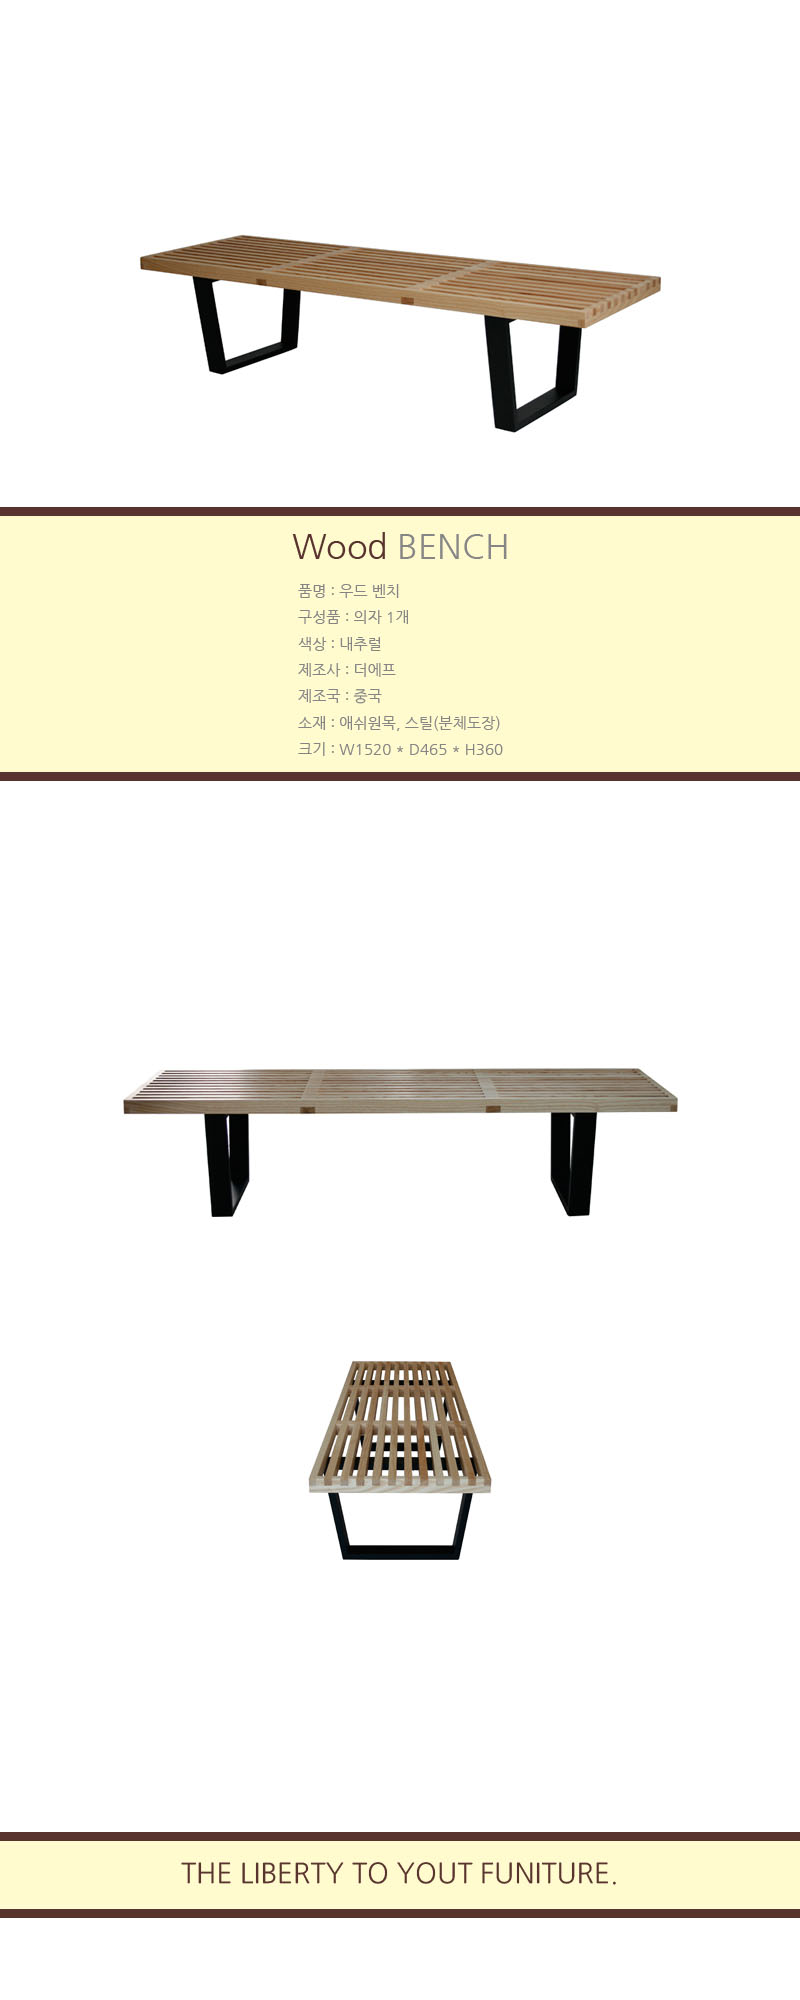 Wood BENCH
품명 : 우드 벤치
구성품 : 의자 1개
색상 : 내추럴
제조사 : 더에프
제조국 : 중국
소재 : 애쉬원목, 스틸(분체도장)
크기 : W1520 * D465 * H360
THE LIBERTY TO YOUT FUNITURE.